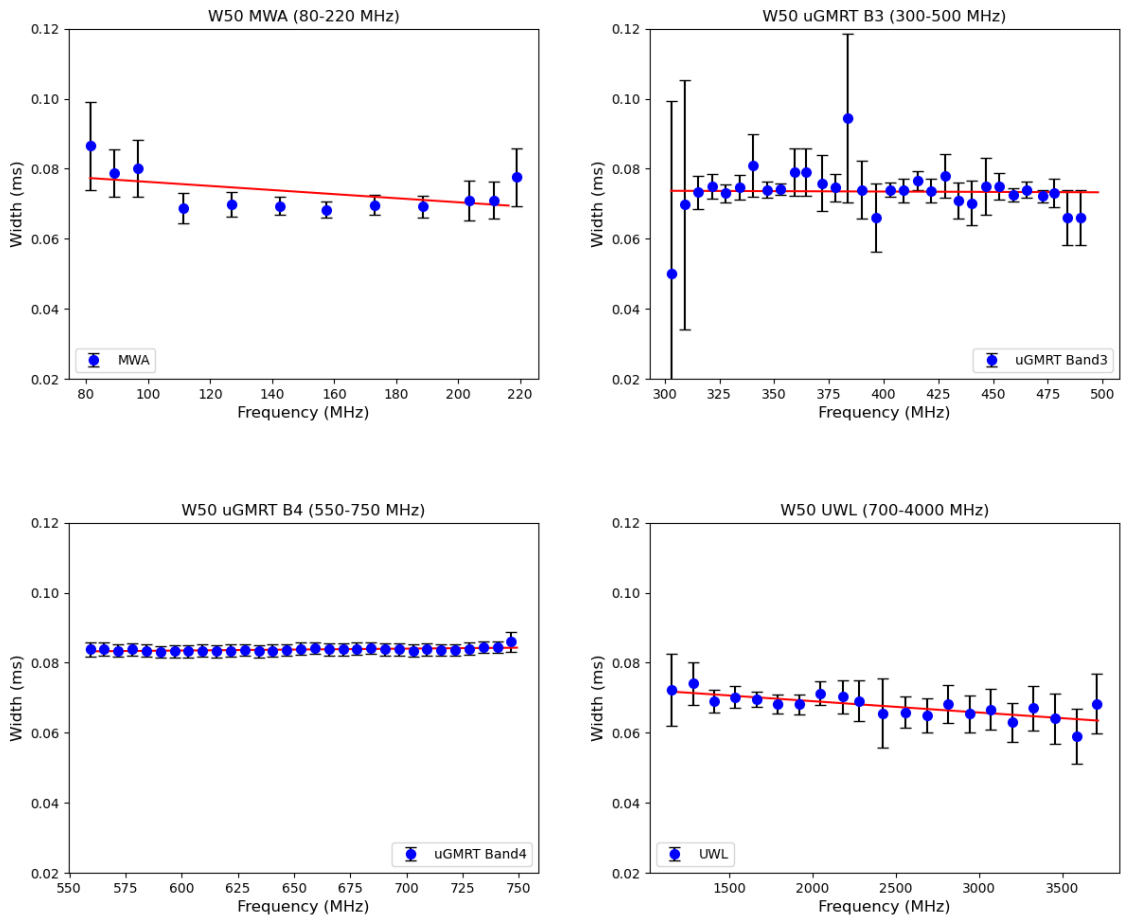 W50 MWA (80-220 MHz)
0.12
0.10
0.08
0.06
0.04
0.02
Width (ms)
MWA
80 100 120 140 160 180 200 220
Frequency (MHz)
W50 uGMRT B3 (300-500 MHz)
0.12
0.10
0.08
0.06
0.04
0.02
Width (ms)
uGMRT Band3
300 325 350 375 400 425 450 475 500
Frequency (MHz)
W50 uGMRT B4 (550-750 MHz)
0.12
0.10
0.08
0.06
0.04
0.02
Width (ms)
uGMRT Band4
550 575 600 625 650 675 700 725 750
Frequency (MHz)
W50 UWL (700-4000 MHz)
0.12
0.10
0.08
0.06
0.04
0.02
Width (ms)
UWL
1500 2000 2500 3000 3500
Frequency (MHz)